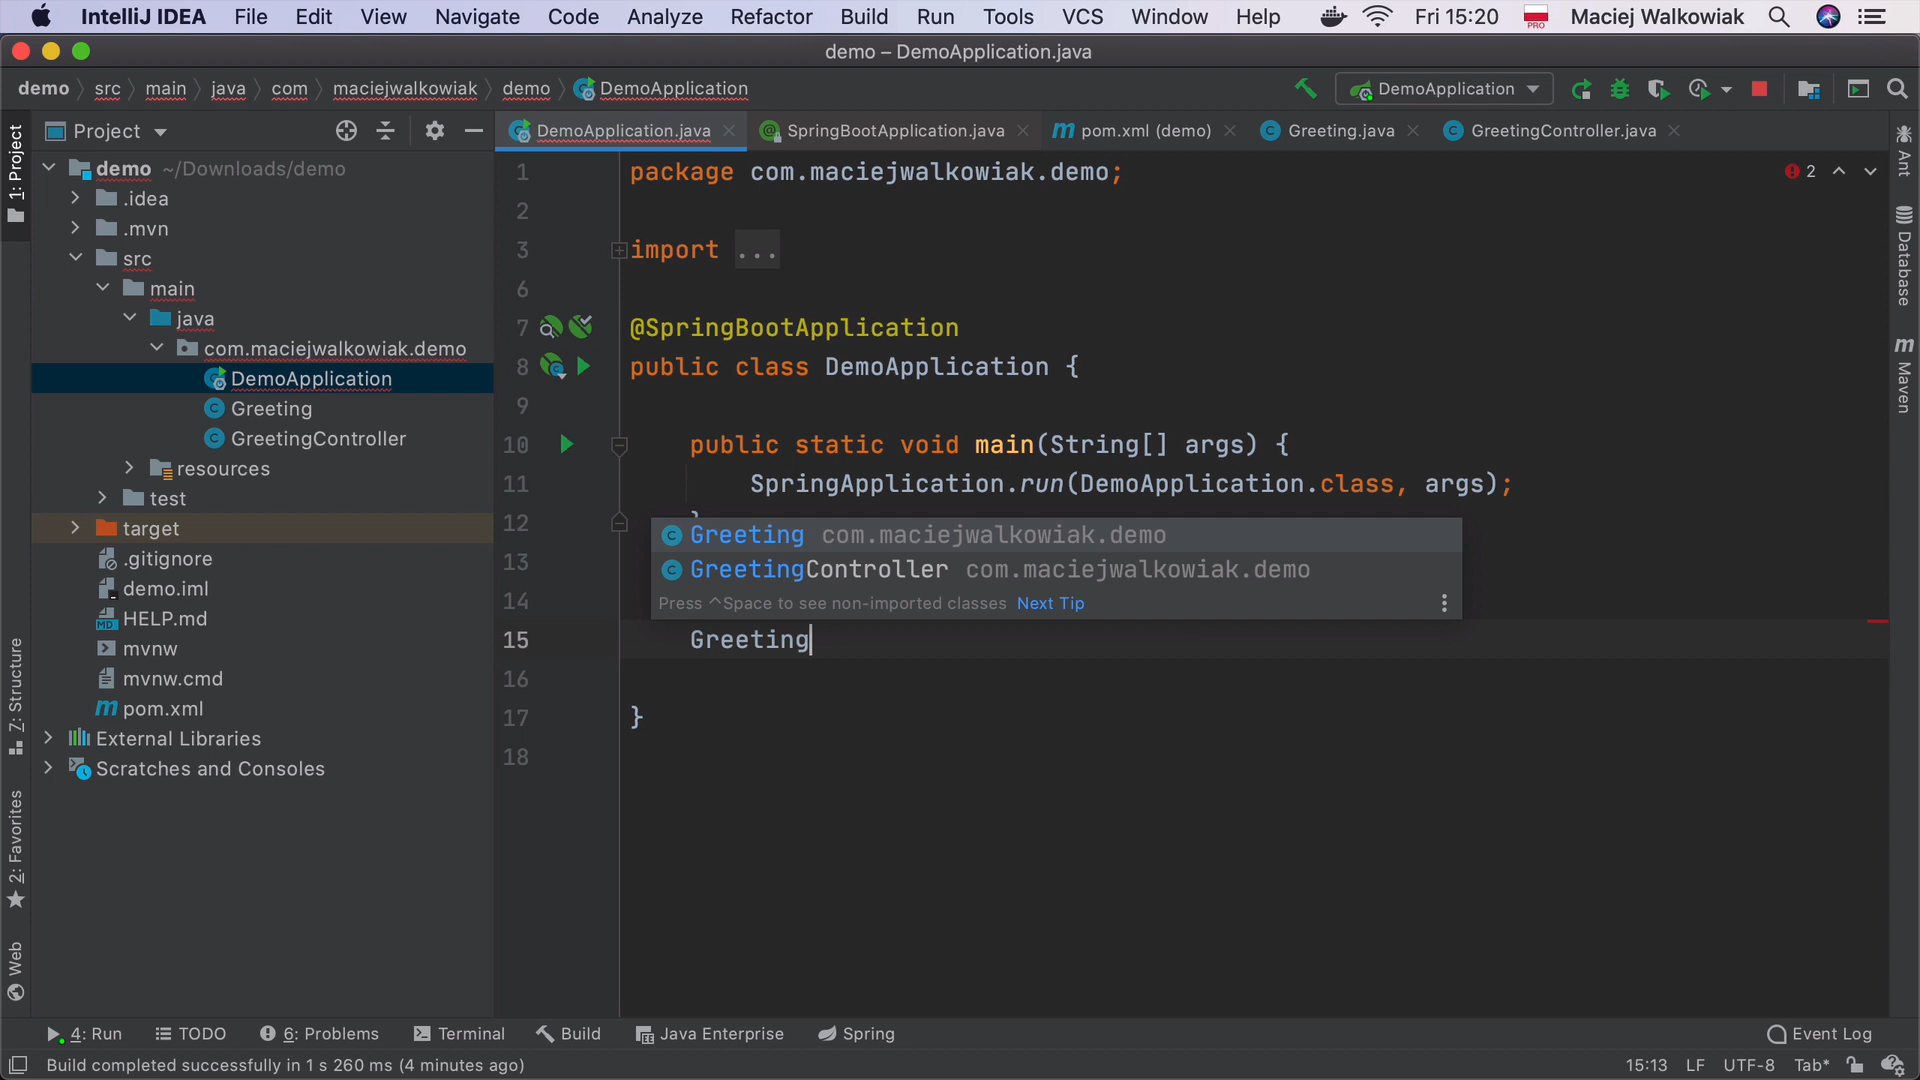 IntelliJ IDEA File Edit View Navigate Code Analyze Refactor Build Run Tools VCS Window Help Fri 15:20 PRO Maciej Walkowiak
demo – DemoApplication.java
demo src main java com maciejwalkowiak demo DemoApplication DemoApplication
1: Project
Project
DemoApplication.java SpringBootApplication.java pom.xml (demo) Greeting.java GreetingController.java
demo ~/Downloads/demo
.idea
.mvn
src
main
java
com.maciejwalkowiak.demo
DemoApplication
Greeting
GreetingController
resources
test
target
.gitignore
demo.iml
HELP.md
mvnw
mvnw.cmd
pom.xml
External Libraries
Scratches and Consoles
Z: Structure
2: Favorites
Web
1 package com.maciejwalkowiak.demo;
2
3 import ...
6
7 @SpringBootApplication
8 public class DemoApplication {
9
10 public static void main(String[] args) {
11 SpringApplication.run(DemoApplication.class, args);
12
13
14
15 Greeting
16
17 }
18
Greeting com.maciejwalkowiak.demo
GreetingController com.maciejwalkowiak.demo
Press ^Space to see non-imported classes Next Tip
2
Ant
Database
Maven
4: Run TODO 6: Problems Terminal Build Java Enterprise Spring Event Log
Build completed successfully in 1 s 260 ms (4 minutes ago) 15:13 LF UTF-8 Tab*